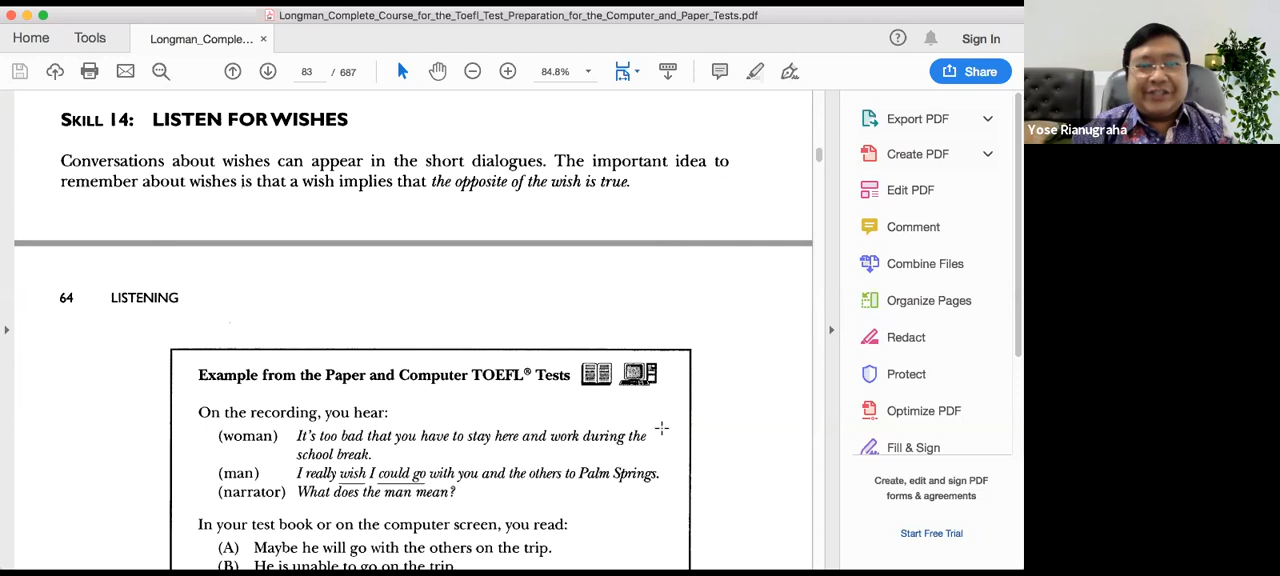 Longman_Complete_Course_for_the_Toefl_Test_Preparation_for_the_Computer_and_Paper_Tests.pdf
Home Tools Longman_Comple... × Sign In
83 / 687 84.8% Share
SKILL 14: LISTEN FOR WISHES
Conversations about wishes can appear in the short dialogues. The important idea to
remember about wishes is that a wish implies that the opposite of the wish is true.
64 LISTENING
Example from the Paper and Computer TOEFL® Tests
On the recording, you hear:
(woman) It's too bad that you have to stay here and work during the
school break.
(man) I really wish I could go with you and the others to Palm Springs.
(narrator) What does the man mean?
In your test book or on the computer screen, you read:
(A) Maybe he will go with the others on the trip.
(B) He is unable to go on the trip.
Export PDF
Create PDF
Edit PDF
Comment
Combine Files
Organize Pages
Redact
Protect
Optimize PDF
Fill & Sign
Create, edit and sign PDF
forms & agreements
Start Free Trial
Yose Rianugraha